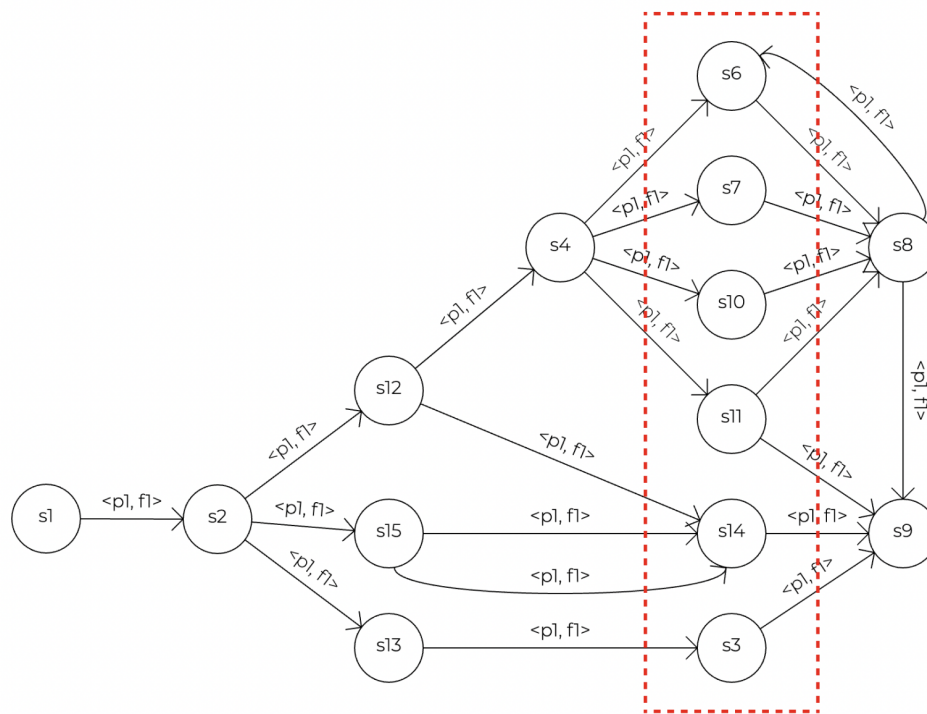 s6
<p1, f1>
<p1, f1>
<p1, f1>
s7
<p1, f1>
<p1, f1>
s4
s8
<p1, f1>
<p1, f1>
s10
<p1, f1>
<p1, f1>
<p1, f1>
s12
<p1, f1>
s11
<p1, f1>
<p1, f1>
<p1, f1>
s1
<p1, f1>
s2
<p1, f1>
s15
<p1, f1>
s14
<p1, f1>
s9
<p1, f1>
<p1, f1>
<p1, f1>
s13
<p1, f1>
s3